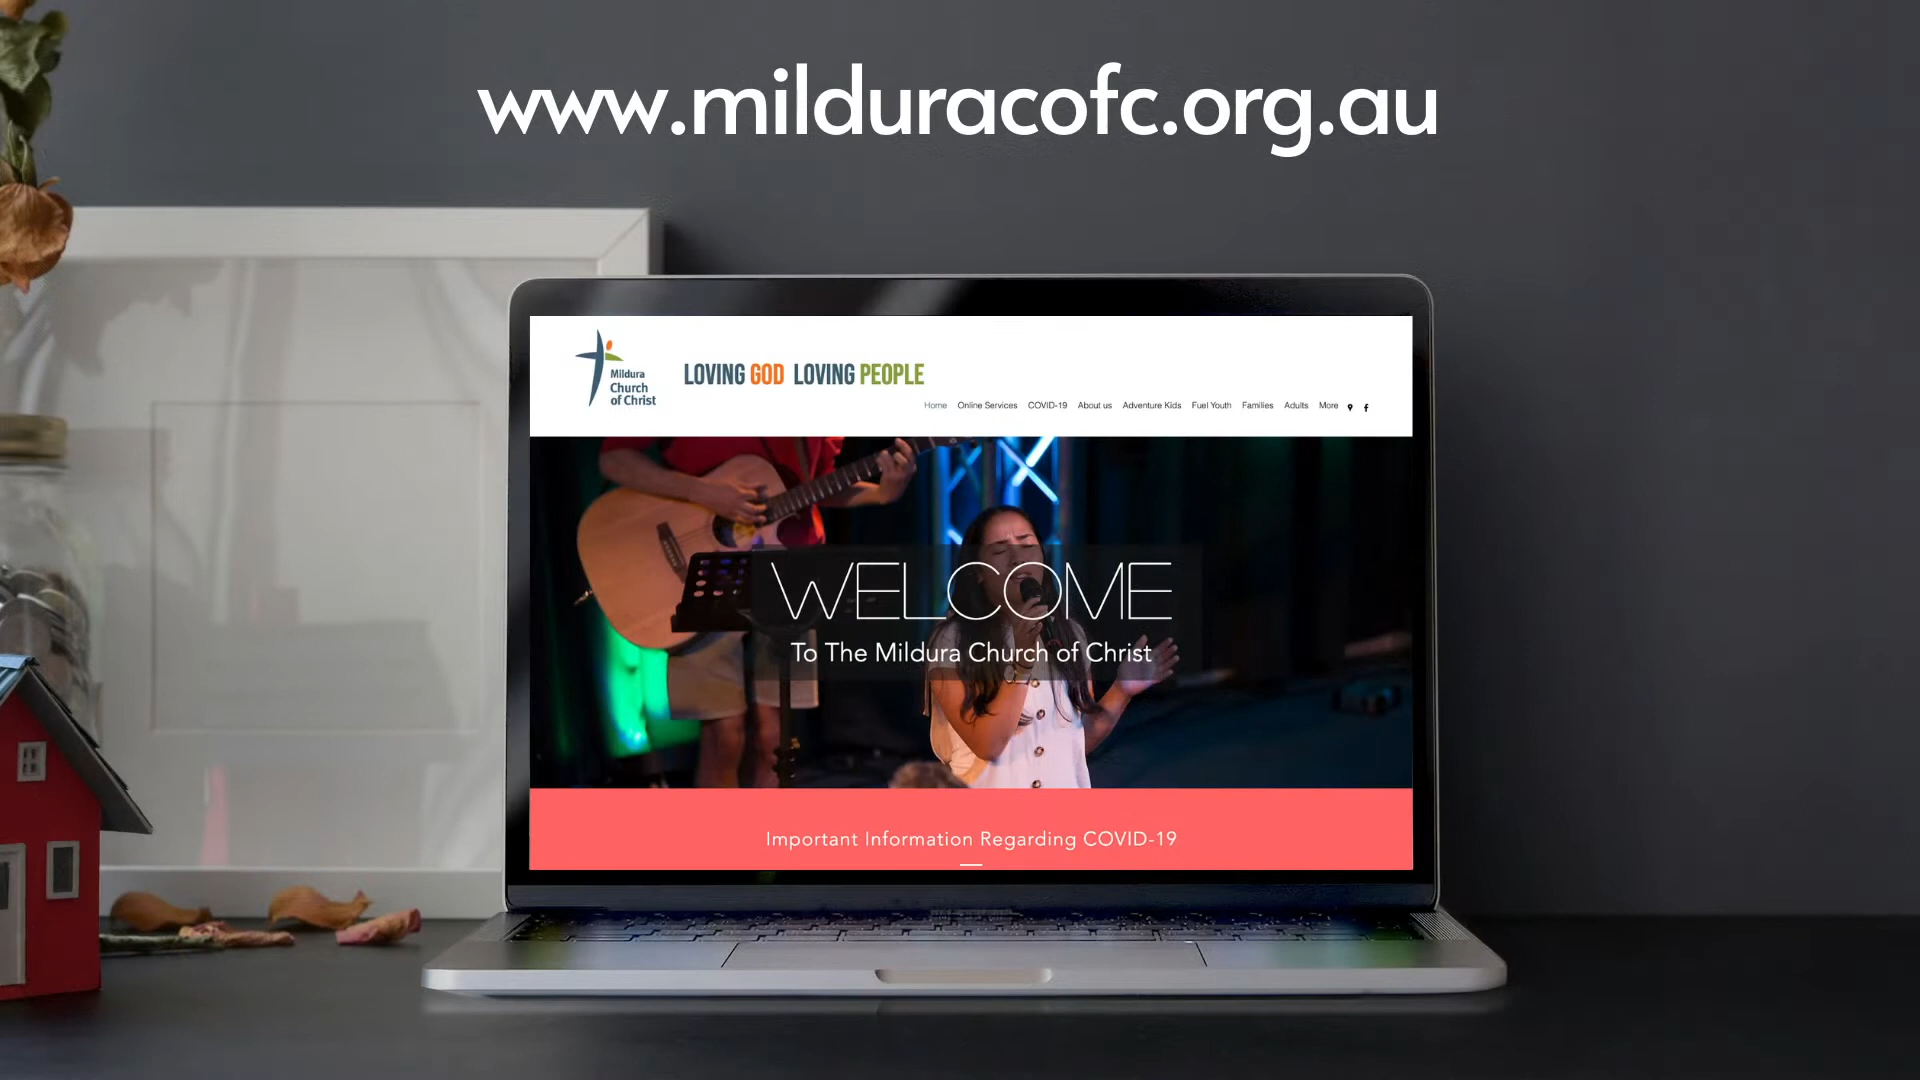 www.milduracofc.org.au
Mildura
Church
of Christ
LOVING GOD LOVING PEOPLE
Home Online Services COVID-19 About us Adventure Kids Fuel Youth Families Adults More
WELCOME
To The Mildura Church of Christ
Important Information Regarding COVID-19